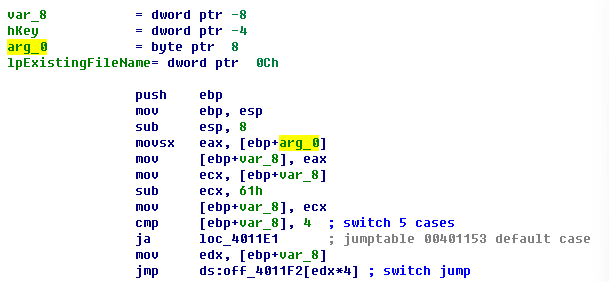 var_8 = dword ptr -8
hKey = dword ptr -4
arg_0 = byte ptr 8
lpExistingFileName= dword ptr 0Ch
push ebp
mov ebp, esp
sub esp, 8
movsx eax, [ebp+arg_0]
mov [ebp+var_8], eax
mov ecx, [ebp+var_8]
sub ecx, 61h
mov [ebp+var_8], ecx
cmp [ebp+var_8], 4 ; switch 5 cases
ja loc_4011E1 ; jumptable 00401153 default case
mov edx, [ebp+var_8]
jmp ds:off_4011F2[edx*4] ; switch jump